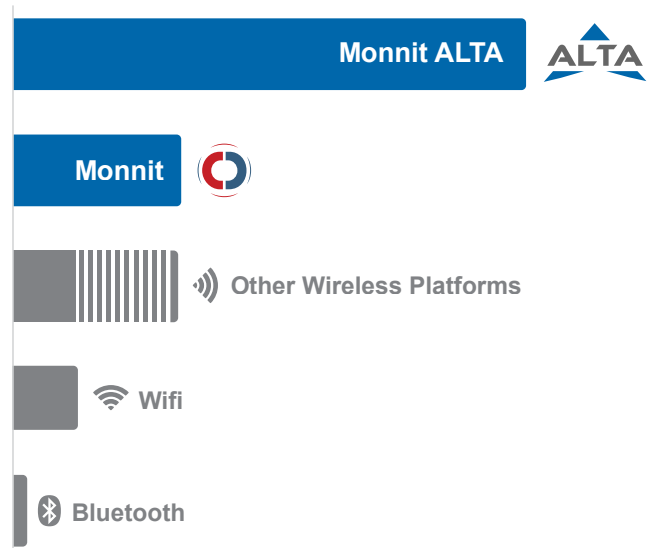 Monnit ALTA
ALTA
Monnit
Other Wireless Platforms
Wifi
Bluetooth